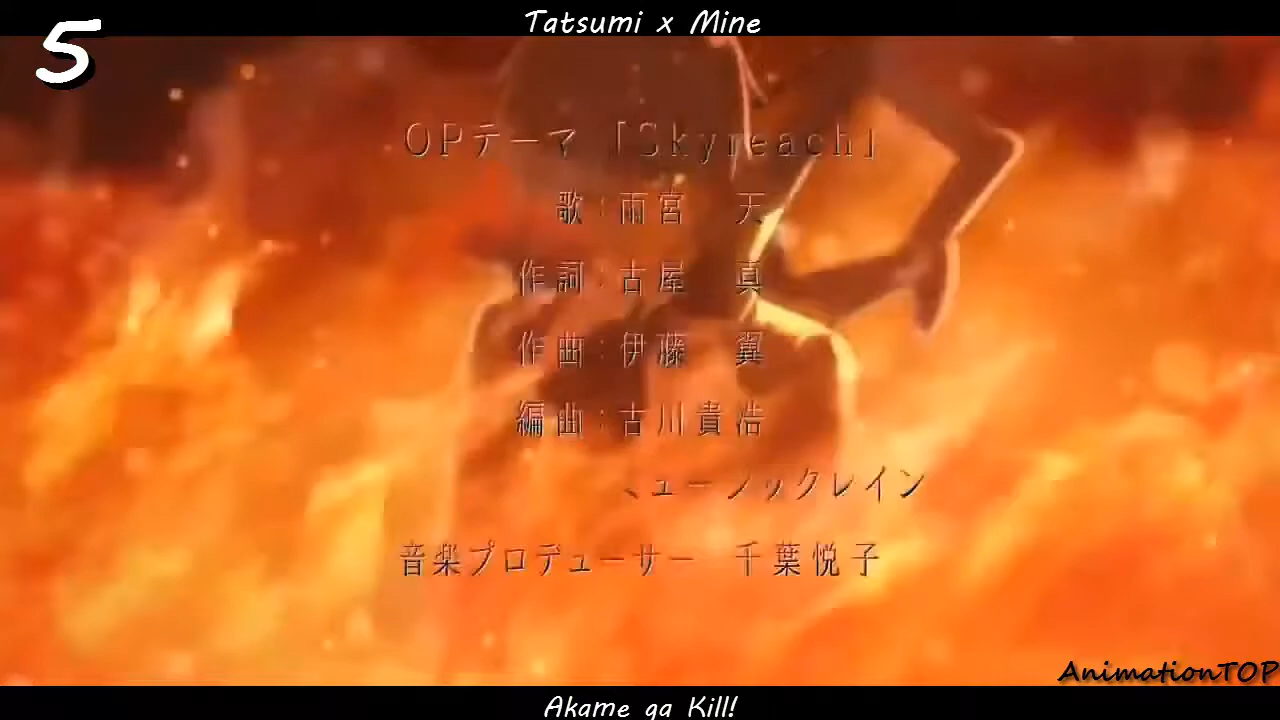 Tatsumi x Mine
5
OPテーマ 「Skyreach」
歌：雨宮 天
作詞：古屋 真
作曲：伊藤 翼
編曲：古川貴浩
ミュージックレイン
音楽プロデューサー 千葉悦子
AnimationTOP
Akame ga Kill!